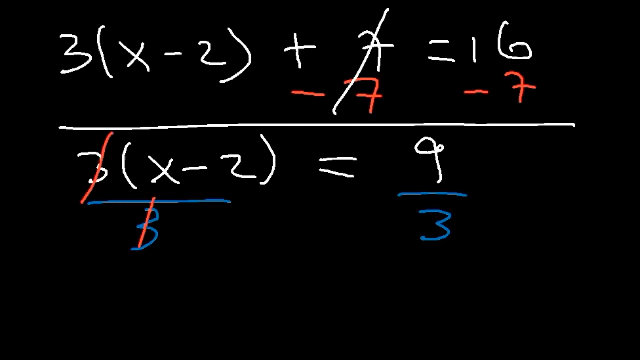 3(x-2) + 7 = 16
- 7 - 7
3(x-2) = 9
3 3